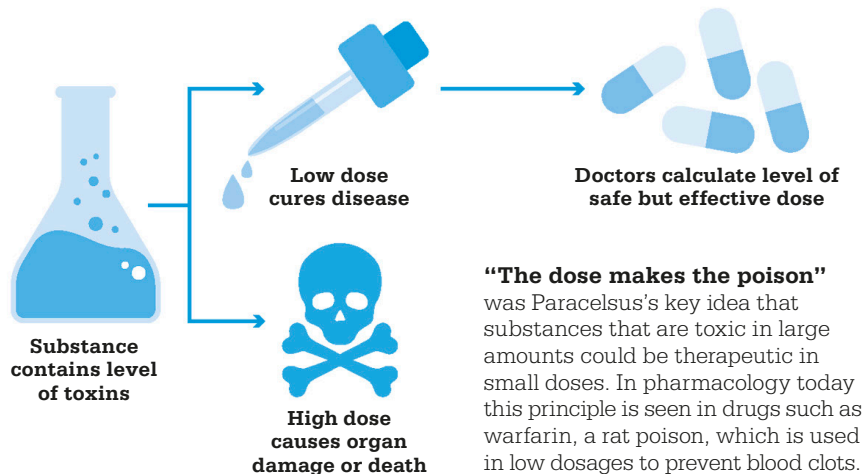 Low dose
cures disease
Doctors calculate level of
safe but effective dose
Substance
contains level
of toxins
High dose
causes organ
damage or death
“The dose makes the poison”
was Paracelsus’s key idea that
substances that are toxic in large
amounts could be therapeutic in
small doses. In pharmacology today
this principle is seen in drugs such as
warfarin, a rat poison, which is used
in low dosages to prevent blood clots.